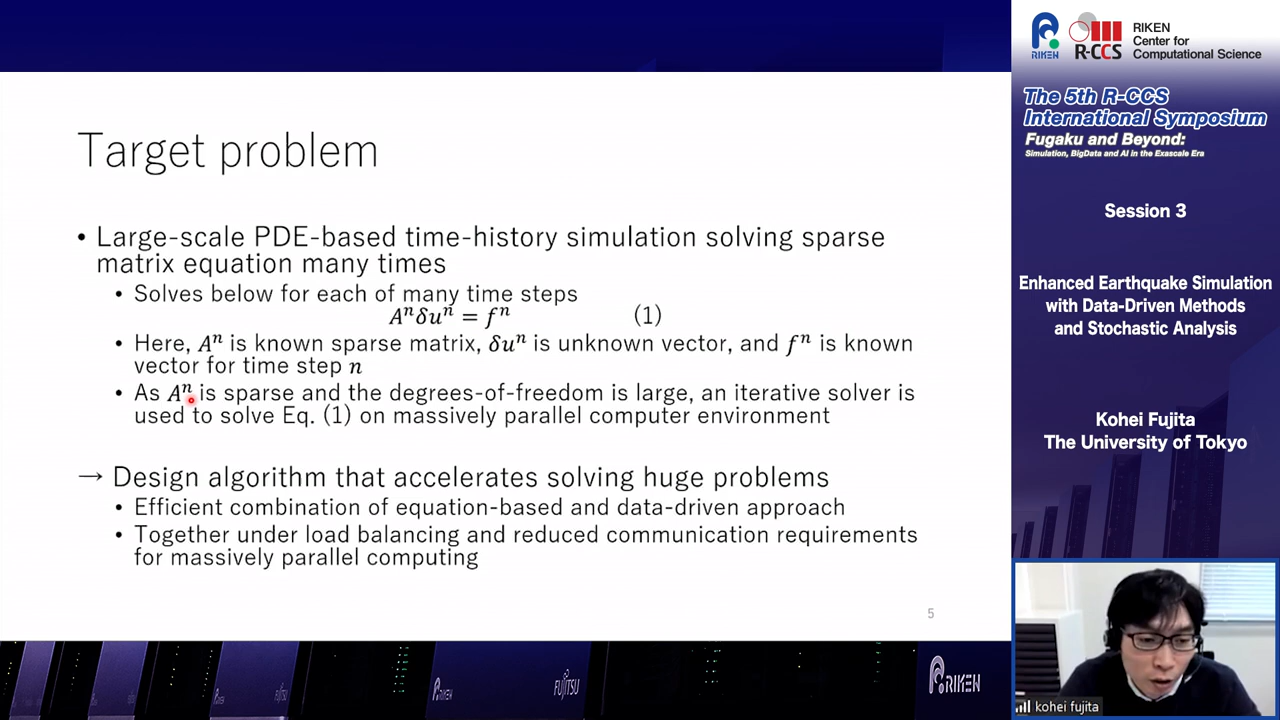 Target problem
• Large-scale PDE-based time-history simulation solving sparse
matrix equation many times
• Solves below for each of many time steps
Aⁿδuⁿ = fⁿ (1)
• Here, Aⁿ is known sparse matrix, δuⁿ is unknown vector, and fⁿ is known
vector for time step n
• As Aⁿ is sparse and the degrees-of-freedom is large, an iterative solver is
used to solve Eq. (1) on massively parallel computer environment
→ Design algorithm that accelerates solving huge problems
• Efficient combination of equation-based and data-driven approach
• Together under load balancing and reduced communication requirements
for massively parallel computing
5
RIKEN
FUJITSU
RIKEN
RIKEN
R-CCS
RIKEN
Center for
Computational Science
The 5th R-CCS
International Symposium
Fugaku and Beyond:
Simulation, BigData and AI in the Exascale Era
Session 3
Enhanced Earthquake Simulation
with Data-Driven Methods
and Stochastic Analysis
Kohei Fujita
The University of Tokyo
kohei fujita